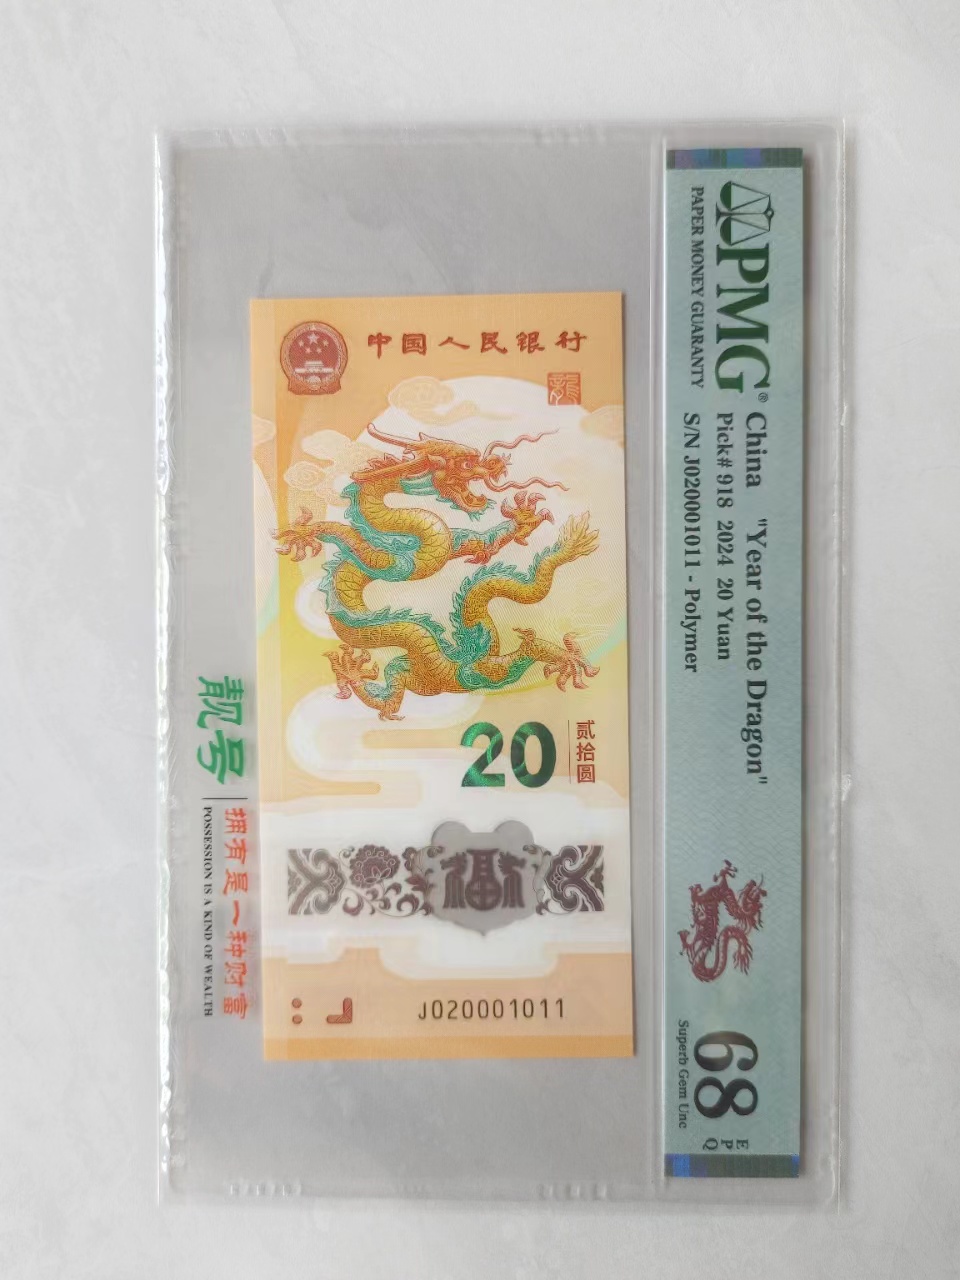 中国人民银行
龍
20
贰拾圆
福
J020001011
PMG®
PAPER MONEY GUARANTY
China "Year of the Dragon"
Pick# 918 2024 20 Yuan
S/N J020001011 - Polymer
68
EPQ
Superb Gem Unc
靓号
拥有是一种财富
POSSESSION IS A KIND OF WEALTH